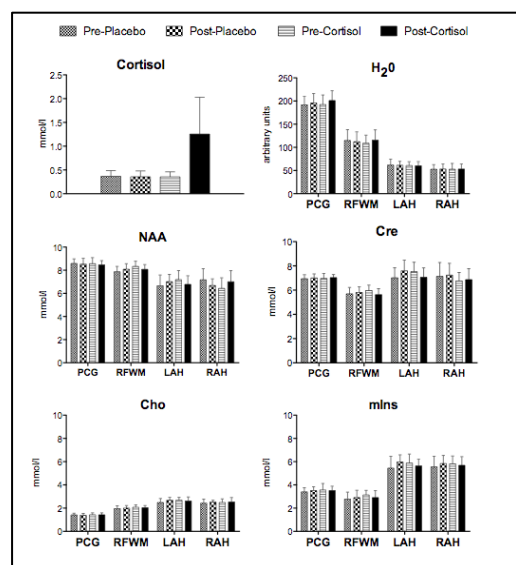 Pre-Placebo Post-Placebo Pre-Cortisol Post-Cortisol
Cortisol
mmol/l
2.5
2.0
1.5
1.0
0.5
0.0
H20
arbitrary units
250
200
150
100
50
0
PCG RFWM LAH RAH
NAA
mmol/l
10
8
6
4
2
0
PCG RFWM LAH RAH
Cre
mmol/l
10
8
6
4
2
0
PCG RFWM LAH RAH
Cho
mmol/l
10
8
6
4
2
0
PCG RFWM LAH RAH
mIns
mmol/l
10
8
6
4
2
0
PCG RFWM LAH RAH